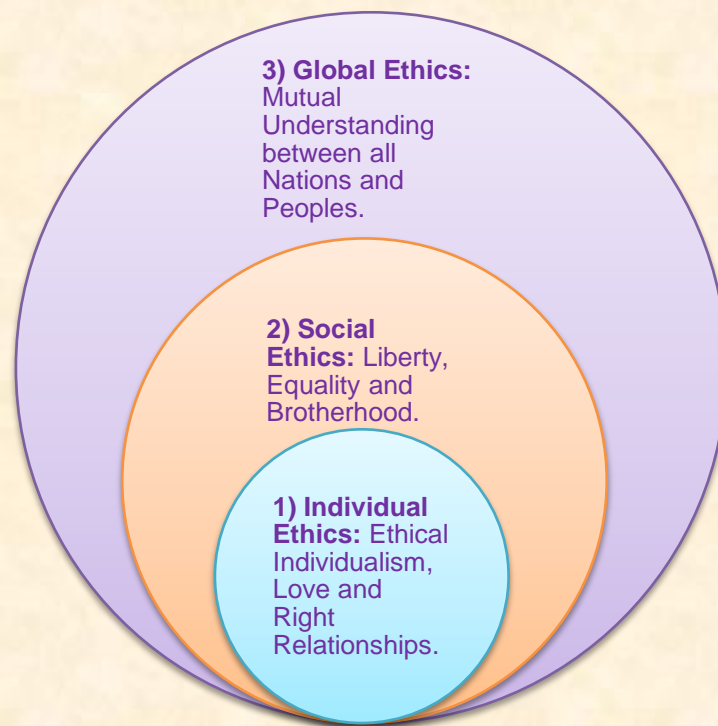 3) Global Ethics:
Mutual
Understanding
between all
Nations and
Peoples.
2) Social
Ethics: Liberty,
Equality and
Brotherhood.
1) Individual
Ethics: Ethical
Individualism,
Love and
Right
Relationships.